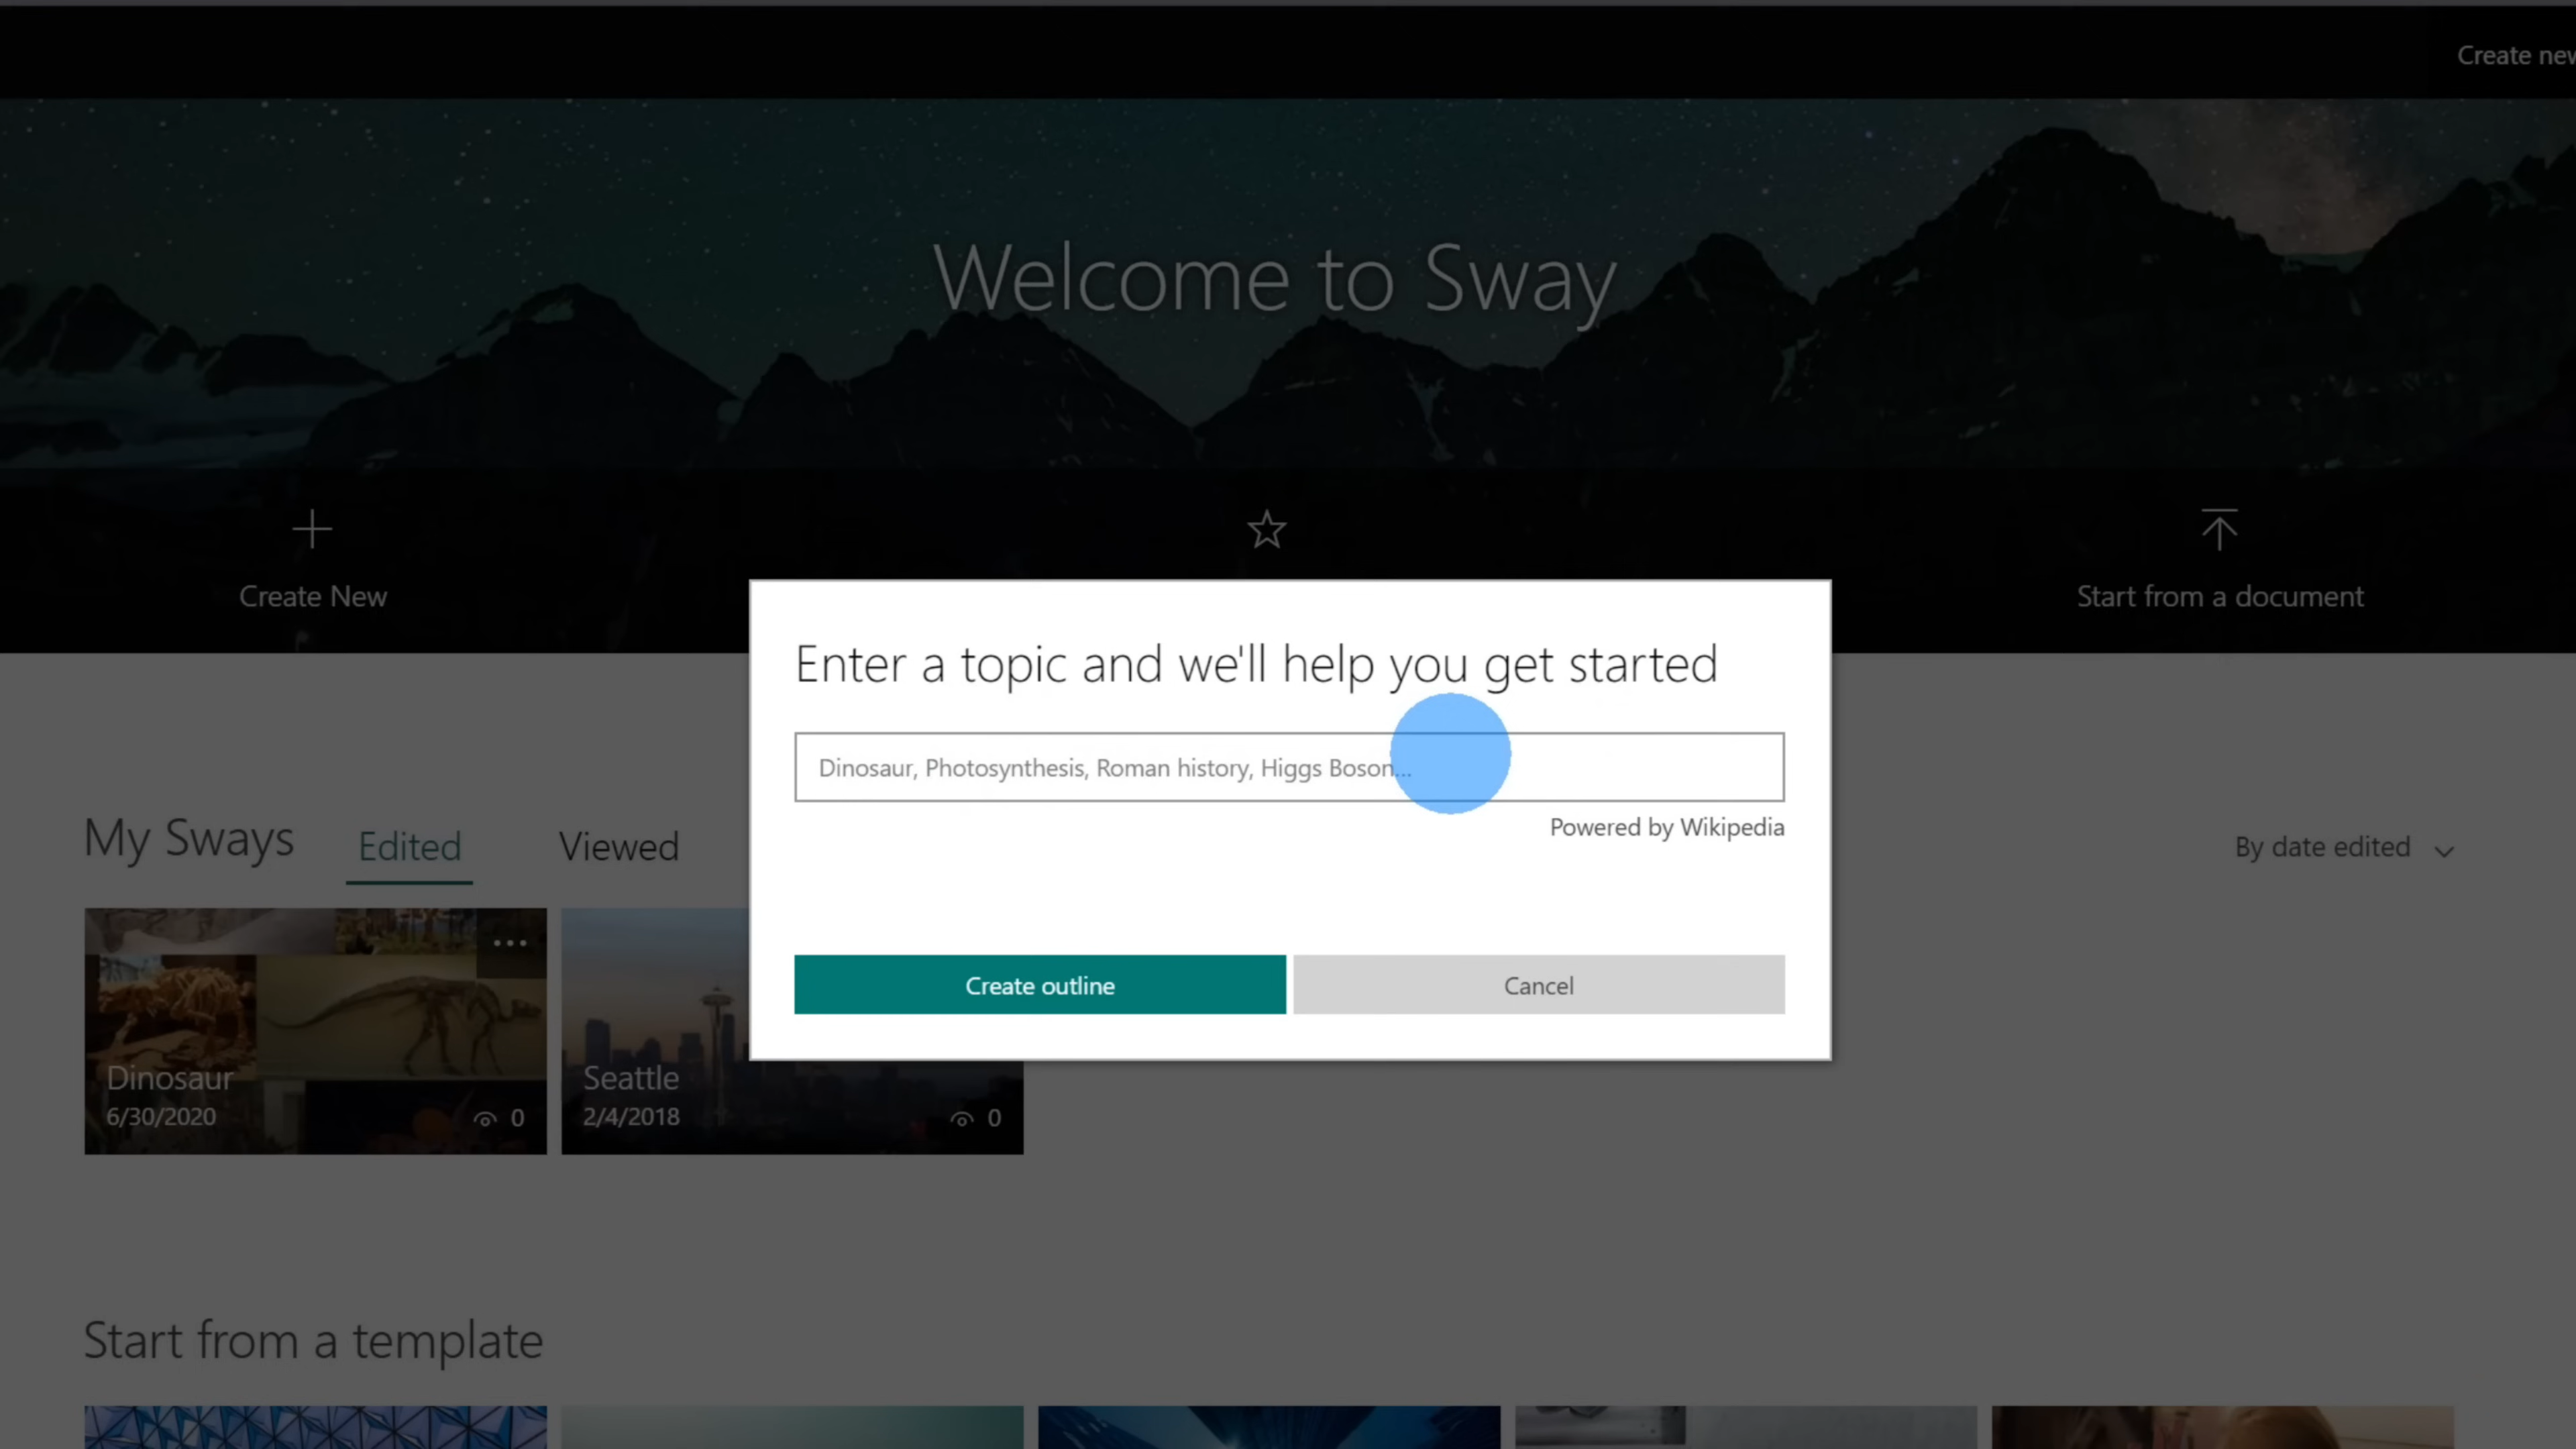 Create new
Welcome to Sway
Create New
Start from a document
Enter a topic and we'll help you get started
Dinosaur, Photosynthesis, Roman history, Higgs Boson...
Powered by Wikipedia
Create outline
Cancel
My Sways
Edited
Viewed
By date edited
Dinosaur
6/30/2020
0
Seattle
2/4/2018
0
Start from a template